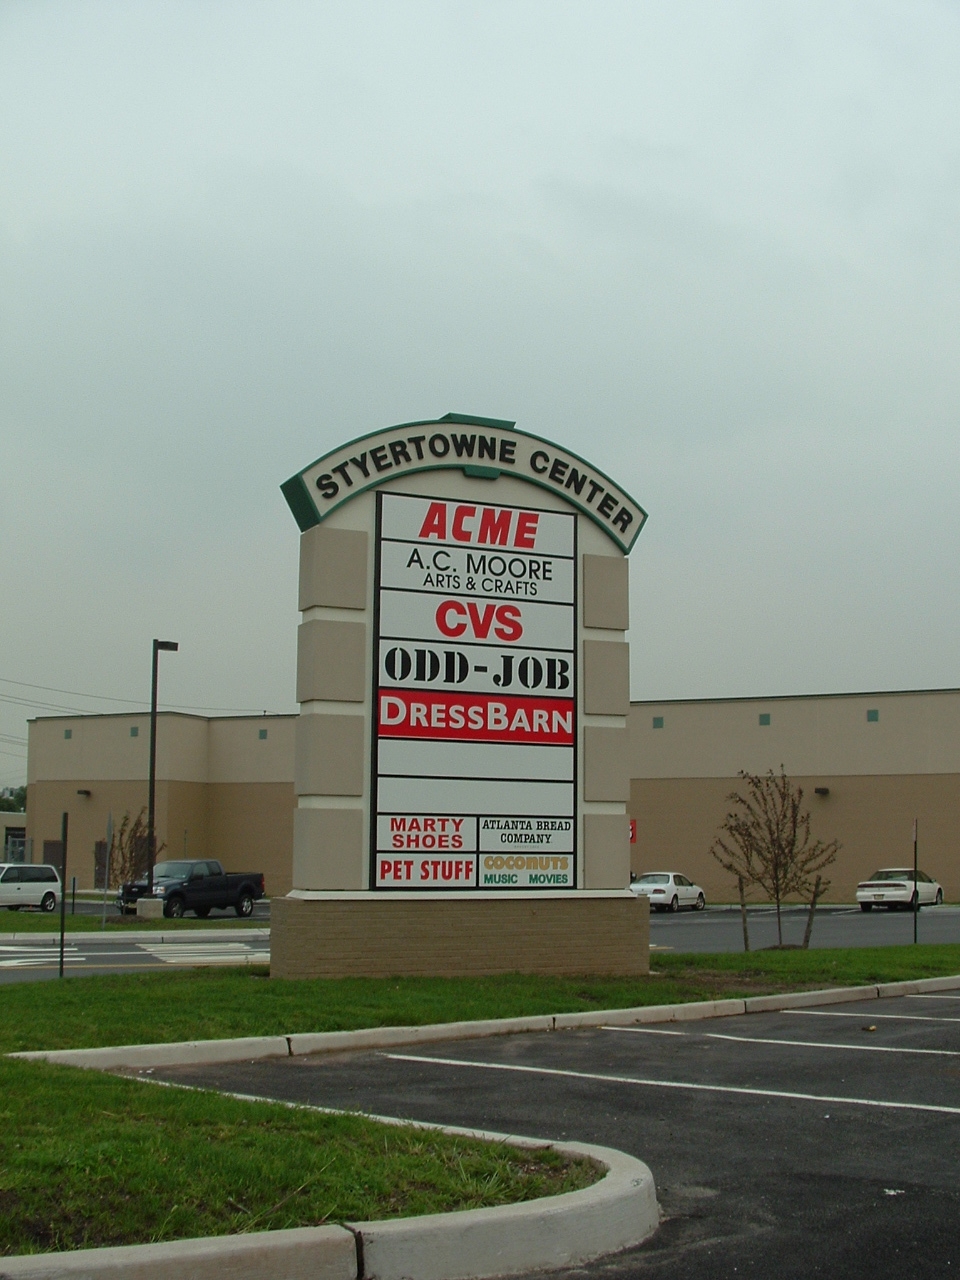 STYERTOWNE CENTER
ACME
A.C. MOORE
ARTS & CRAFTS
CVS
ODD-JOB
DRESSBARN
MARTY
SHOES
ATLANTA BREAD
COMPANY
PET STUFF
COCONUTS
MUSIC MOVIES